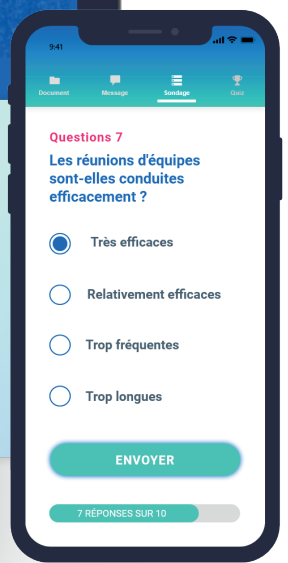 9:41
Document Message Sondage Quiz
Questions 7
Les réunions d'équipes
sont-elles conduites
efficacement ?
Très efficaces
Relativement efficaces
Trop fréquentes
Trop longues
ENVOYER
7 RÉPONSES SUR 10